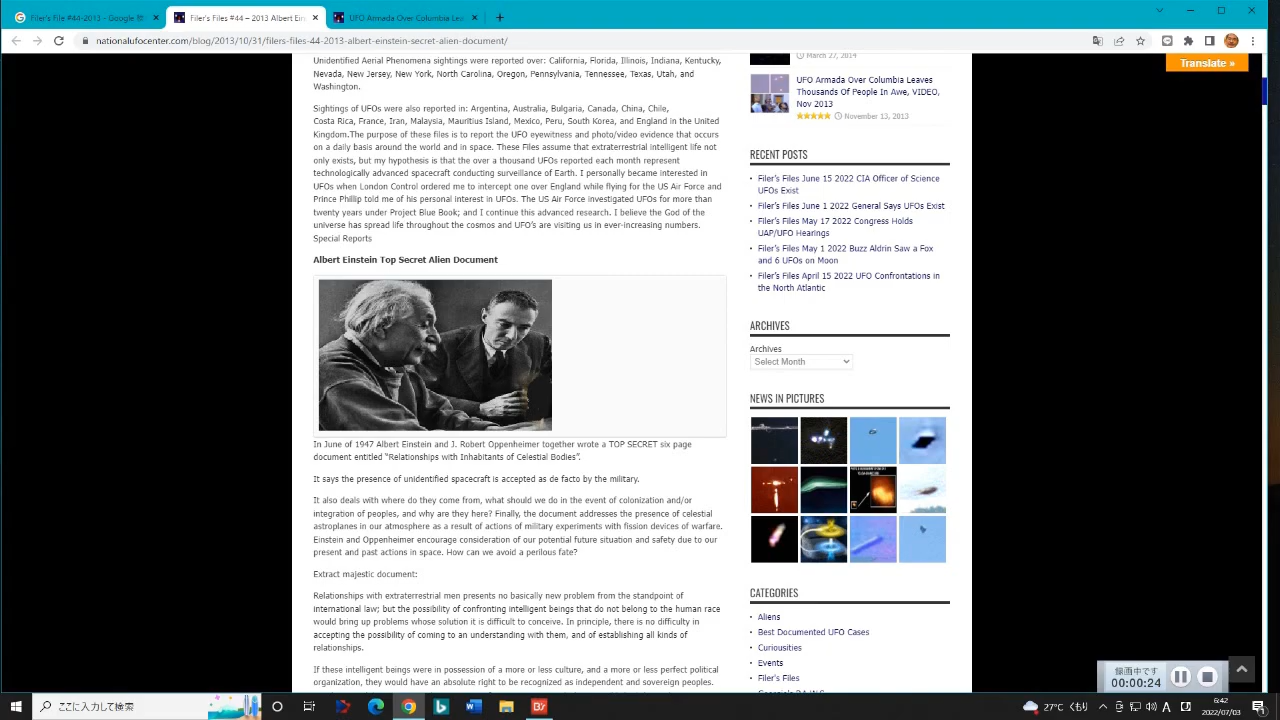 Filer's Files #44-2013 - Google 検
Filer's Files #44 – 2013 Albert Ein
UFO Armada Over Columbia Lea
nationalufocenter.com/blog/2013/10/31/filers-files-44-2013-albert-einstein-secret-alien-document/
Translate »
Unidentified Aerial Phenomena sightings were reported over: California, Florida, Illinois, Indiana, Kentucky,
Nevada, New Jersey, New York, North Carolina, Oregon, Pennsylvania, Tennessee, Texas, Utah, and
Washington.
Sightings of UFOs were also reported in: Argentina, Australia, Bulgaria, Canada, China, Chile,
Costa Rica, France, Iran, Malaysia, Mauritius Island, Mexico, Peru, South Korea, and England in the United
Kingdom.The purpose of these files is to report the UFO eyewitness and photo/video evidence that occurs
on a daily basis around the world and in space. These Files assume that extraterrestrial intelligent life not
only exists, but my hypothesis is that the over a thousand UFOs reported each month represent
technologically advanced spacecraft conducting surveillance of Earth. I personally became interested in
UFOs when London Control ordered me to intercept one over England while flying for the US Air Force and
Prince Phillip told me of his personal interest in UFOs. The US Air Force investigated UFOs for more than
twenty years under Project Blue Book; and I continue this advanced research. I believe the God of the
universe has spread life throughout the cosmos and UFO's are visiting us in ever-increasing numbers.
Special Reports
Albert Einstein Top Secret Alien Document
In June of 1947 Albert Einstein and J. Robert Oppenheimer together wrote a TOP SECRET six page
document entitled "Relationships with Inhabitants of Celestial Bodies".
It says the presence of unidentified spacecraft is accepted as de facto by the military.
It also deals with where do they come from, what should we do in the event of colonization and/or
integration of peoples, and why are they here? Finally, the document addresses the presence of celestial
astroplanes in our atmosphere as a result of actions of military experiments with fission devices of warfare.
Einstein and Oppenheimer encourage consideration of our potential future situation and safety due to our
present and past actions in space. How can we avoid a perilous fate?
Extract majestic document:
Relationships with extraterrestrial men presents no basically new problem from the standpoint of
international law; but the possibility of confronting intelligent beings that do not belong to the human race
would bring up problems whose solution it is difficult to conceive. In principle, there is no difficulty in
accepting the possibility of coming to an understanding with them, and of establishing all kinds of
relationships.
If these intelligent beings were in possession of a more or less culture, and a more or less perfect political
organization, they would have an absolute right to be recognized as independent and sovereign peoples.
March 27, 2014
UFO Armada Over Columbia Leaves
Thousands Of People In Awe, VIDEO,
Nov 2013
November 13, 2013
RECENT POSTS
Filer's Files June 15 2022 CIA Officer of Science
UFOs Exist
Filer's Files June 1 2022 General Says UFOs Exist
Filer's Files May 17 2022 Congress Holds
UAP/UFO Hearings
Filer's Files May 1 2022 Buzz Aldrin Saw a Fox
and 6 UFOs on Moon
Filer's Files April 15 2022 UFO Confrontations in
the North Atlantic
ARCHIVES
Archives
Select Month
NEWS IN PICTURES
CATEGORIES
Aliens
Best Documented UFO Cases
Curiousities
Events
Filer's Files
録画中です
00:00:24
ここに入力して検索
27°C
6:42
2022/07/03